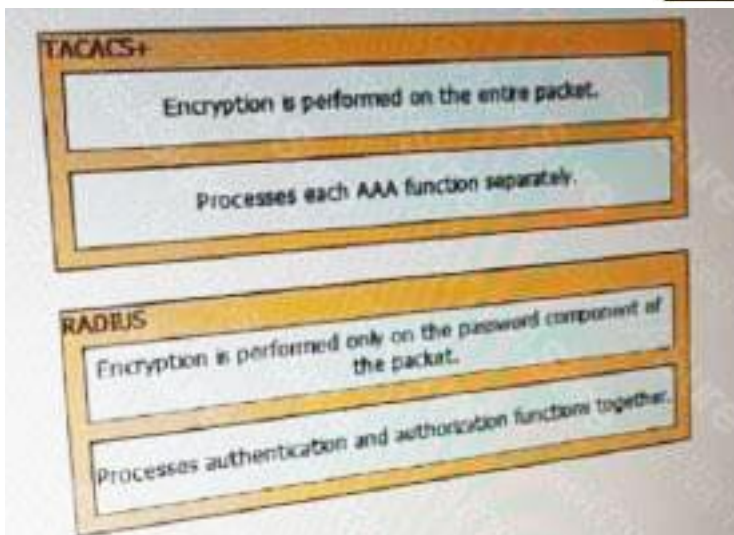 TACACS+
Encryption is performed on the entire packet.
Processes each AAA function separately.
RADIUS
Encryption is performed only on the password component of
the packet.
Processes authentication and authorization functions together.